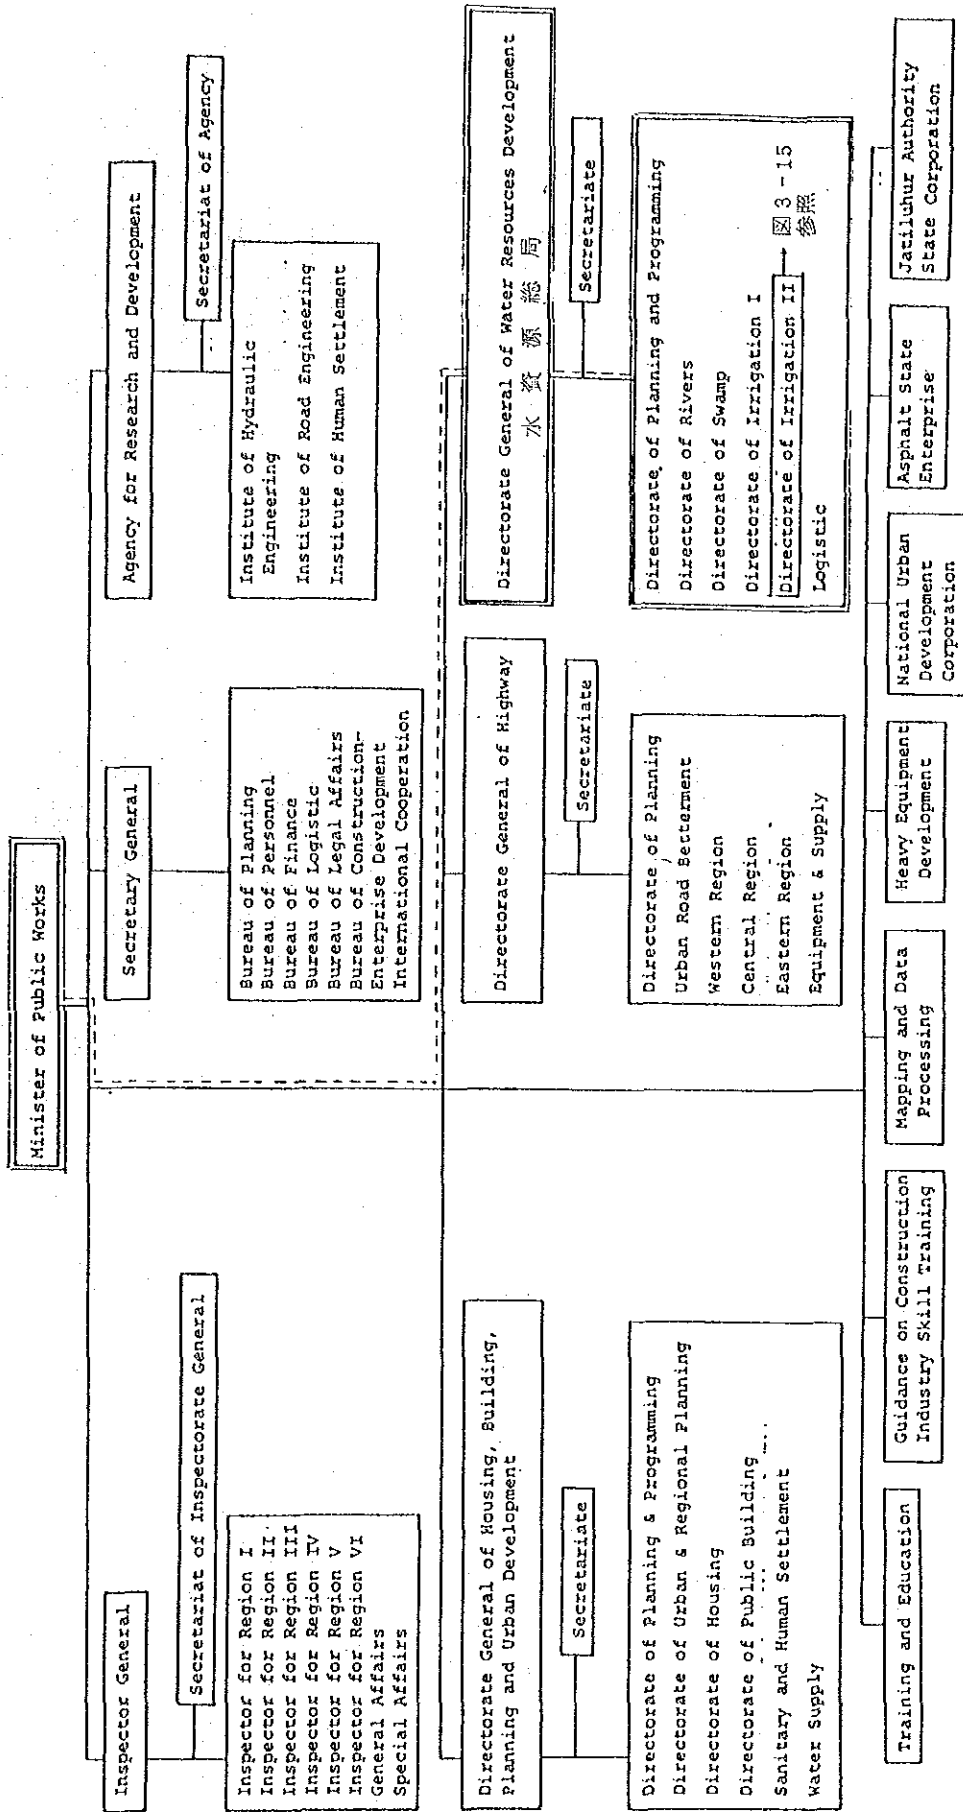 Minister of Public Works
Inspector General
Secretariat of Inspectorate General
Inspector for Region I
Inspector for Region II
Inspector for Region III
Inspector for Region IV
Inspector for Region V
Inspector for Region VI
General Affairs
Special Affairs
Secretary General
Bureau of Planning
Bureau of Personnel
Bureau of Finance
Bureau of Logistic
Bureau of Legal Affairs
Bureau of Construction-
Enterprise Development
International Cooperation
Agency for Research and Development
Secretariat of Agency
Institute of Hydraulic
Engineering
Institute of Road Engineering
Institute of Human Settlement
Directorate General of Housing, Building,
Planning and Urban Development
Secretariate
Directorate of Planning & Programming
Directorate of Urban & Regional Planning
Directorate of Housing
Directorate of Public Building
Sanitary and Human Settlement
Water Supply
Directorate General of Highway
Secretariate
Directorate of Planning
Urban Road Betterment
Western Region
Central Region
Eastern Region
Equipment & Supply
Directorate General of Water Resources Development
水資源総局
Secretariate
Directorate of Planning and Programming
Directorate of Rivers
Directorate of Swamp
Directorate of Irrigation I
Directorate of Irrigation II → 図3-15
参照
Logistic
Training and Education
Guidance on Construction
Industry Skill Training
Mapping and Data
Processing
Heavy Equipment
Development
National Urban
Development
Corporation
Asphalt State
Enterprise
Jatiluhur Authority
State Corporation